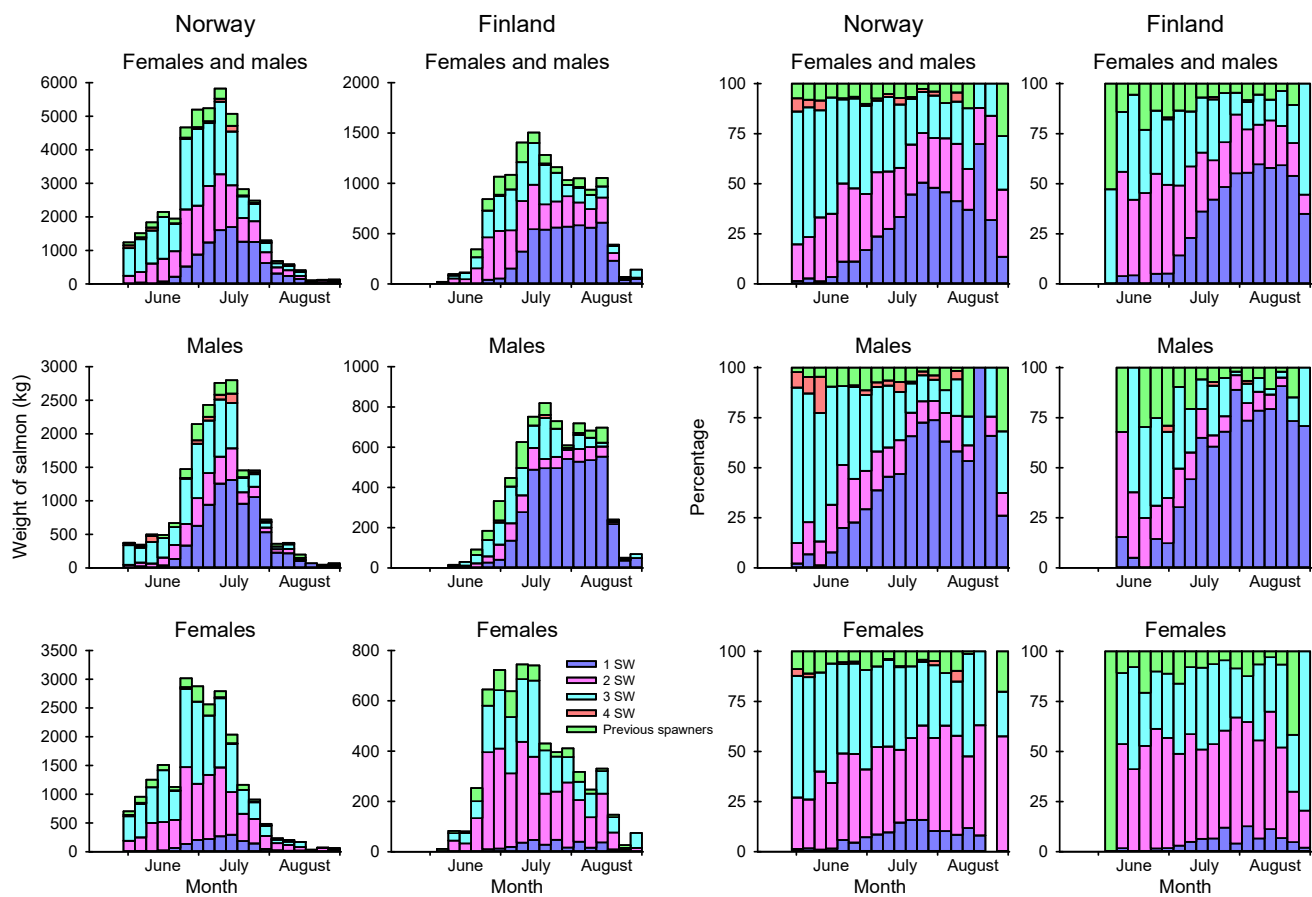 Norway
Finland
Norway
Finland
Females and males
Females and males
Females and males
Females and males
6000
5000
4000
3000
2000
1000
0
June July August
2000
1500
1000
500
0
June July August
100
75
50
25
0
June July August
100
75
50
25
0
June July August
Males
Males
Males
Males
Weight of salmon (kg)
3000
2500
2000
1500
1000
500
0
June July August
1000
800
600
400
200
0
June July August
Percentage
100
75
50
25
0
June July August
100
75
50
25
0
June July August
Females
Females
Females
Females
3500
3000
2500
2000
1500
1000
500
0
June July August
Month
800
600
400
200
0
June July August
Month
1 SW
2 SW
3 SW
4 SW
Previous spawners
100
75
50
25
0
June July August
Month
100
75
50
25
0
June July August
Month